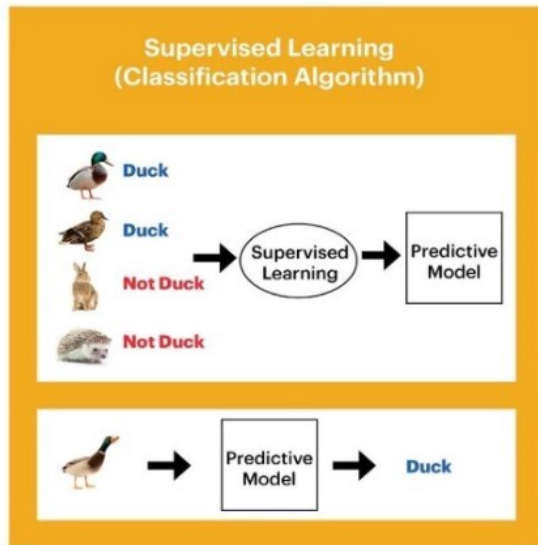 Supervised Learning
(Classification Algorithm)
Duck
Duck
Not Duck
Not Duck
Supervised
Learning
Predictive
Model
Predictive
Model
Duck